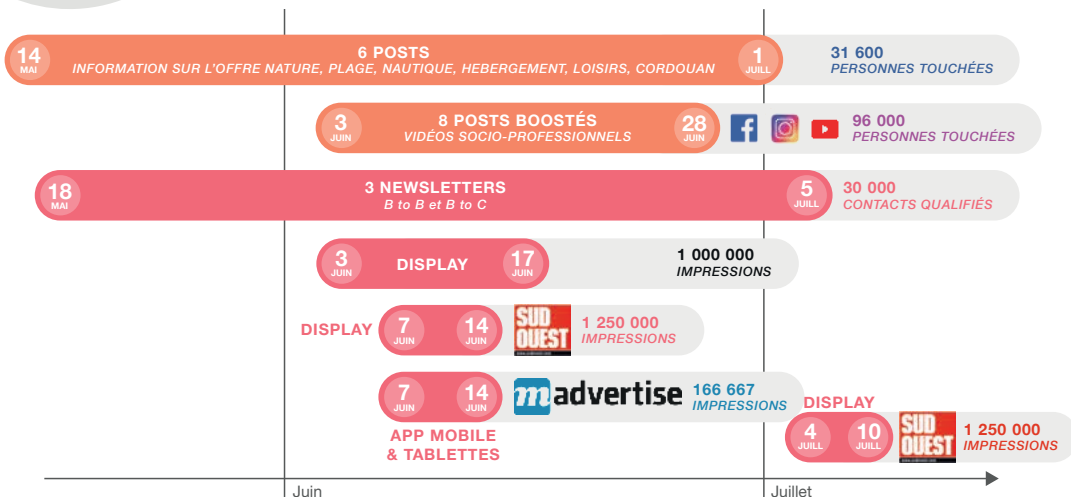 14
MAI
6 POSTS
INFORMATION SUR L'OFFRE NATURE, PLAGE, NAUTIQUE, HEBERGEMENT, LOISIRS, CORDOUAN
1
JUILL
31 600
PERSONNES TOUCHÉES
3
JUIN
8 POSTS BOOSTÉS
VIDÉOS SOCIO-PROFESSIONNELS
28
JUIN
96 000
PERSONNES TOUCHÉES
18
MAI
3 NEWSLETTERS
B to B et B to C
5
JUILL
30 000
CONTACTS QUALIFIÉS
3
JUIN
DISPLAY
17
JUIN
1 000 000
IMPRESSIONS
DISPLAY
7
JUIN
14
JUIN
SUD
OUEST
1 250 000
IMPRESSIONS
7
JUIN
14
JUIN
m advertise
166 667
IMPRESSIONS
APP MOBILE
& TABLETTES
DISPLAY
4
JUILL
10
JUILL
SUD
OUEST
1 250 000
IMPRESSIONS
Juin
Juillet